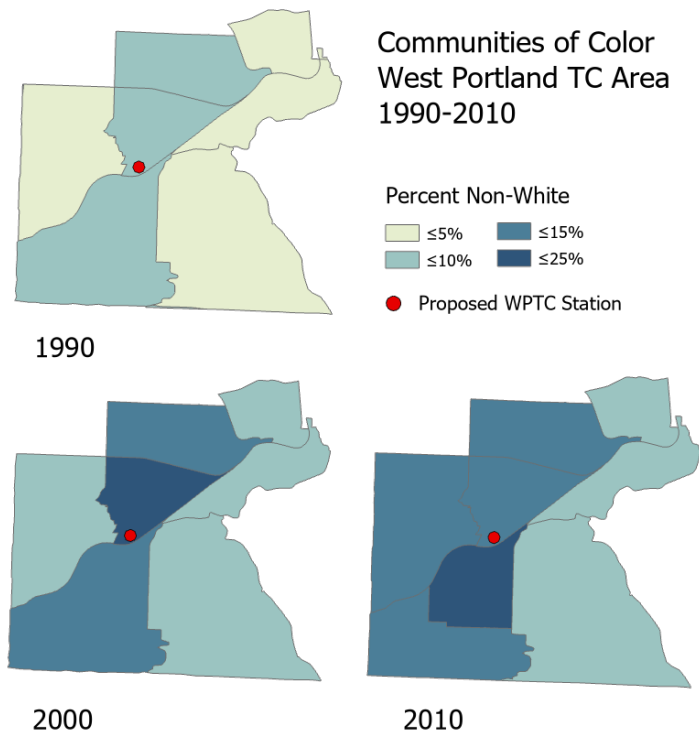 Communities of Color
West Portland TC Area
1990-2010
Percent Non-White
≤5%
≤15%
≤10%
≤25%
Proposed WPTC Station
1990
2000
2010